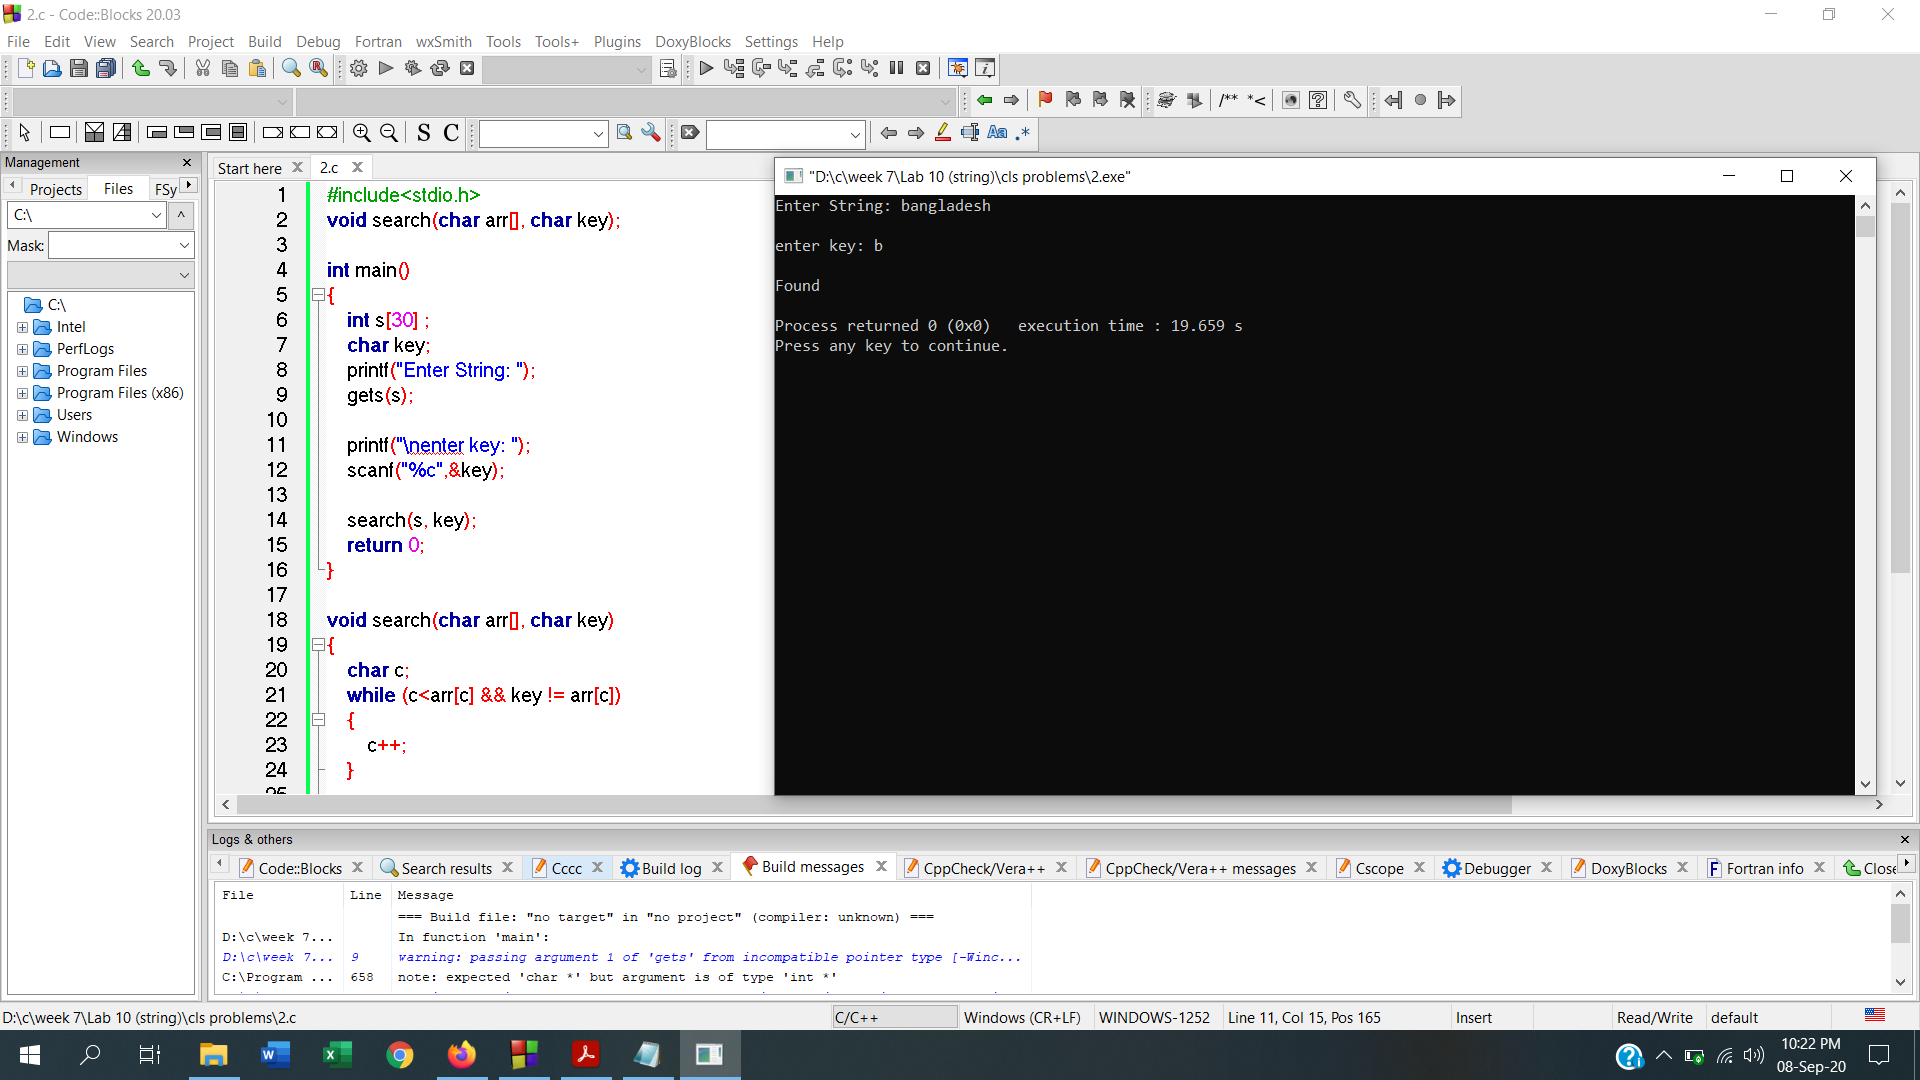 2.c - Code::Blocks 20.03
File Edit View Search Project Build Debug Fortran wxSmith Tools Tools+ Plugins DoxyBlocks Settings Help
/** *<
S C
Aa .*
Management
Projects Files FSy
C:\
Mask:
C:\
Intel
PerfLogs
Program Files
Program Files (x86)
Users
Windows
Start here 2.c
1 #include<stdio.h>
2 void search(char arr[], char key);
3
4 int main()
5 {
6 int s[30] ;
7 char key;
8 printf("Enter String: ");
9 gets(s);
10
11 printf("\nenter key: ");
12 scanf("%c",&key);
13
14 search(s, key);
15 return 0;
16 }
17
18 void search(char arr[], char key)
19 {
20 char c;
21 while (c<arr[c] && key != arr[c])
22 {
23 c++;
24 }
25
"D:\c\week 7\Lab 10 (string)\cls problems\2.exe"
Enter String: bangladesh
enter key: b
Found
Process returned 0 (0x0) execution time : 19.659 s
Press any key to continue.
Logs & others
Code::Blocks Search results Cccc Build log Build messages CppCheck/Vera++ CppCheck/Vera++ messages Cscope Debugger DoxyBlocks Fortran info Close
File Line Message
=== Build file: "no target" in "no project" (compiler: unknown) ===
D:\c\week 7... In function 'main':
D:\c\week 7... 9 warning: passing argument 1 of 'gets' from incompatible pointer type [-Winc...
C:\Program ... 658 note: expected 'char *' but argument is of type 'int *'
D:\c\week 7\Lab 10 (string)\cls problems\2.c C/C++ Windows (CR+LF) WINDOWS-1252 Line 11, Col 15, Pos 165 Insert Read/Write default
10:22 PM
08-Sep-20